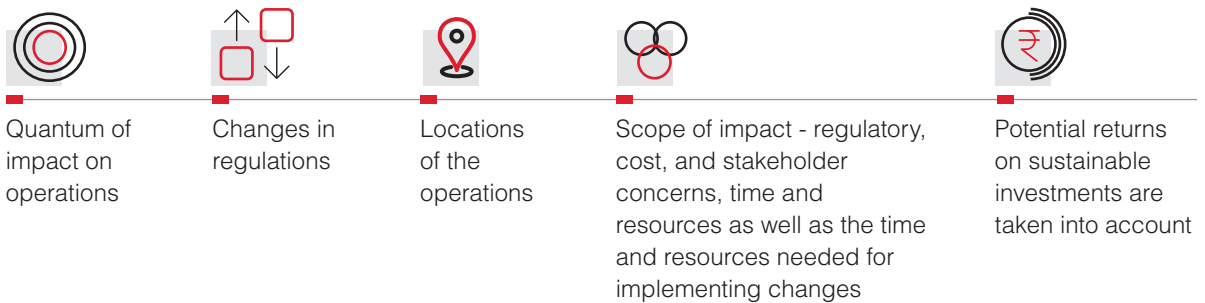 ₹
Quantum of
impact on
operations
Changes in
regulations
Locations
of the
operations
Scope of impact - regulatory,
cost, and stakeholder
concerns, time and
resources as well as the time
and resources needed for
implementing changes
Potential returns
on sustainable
investments are
taken into account